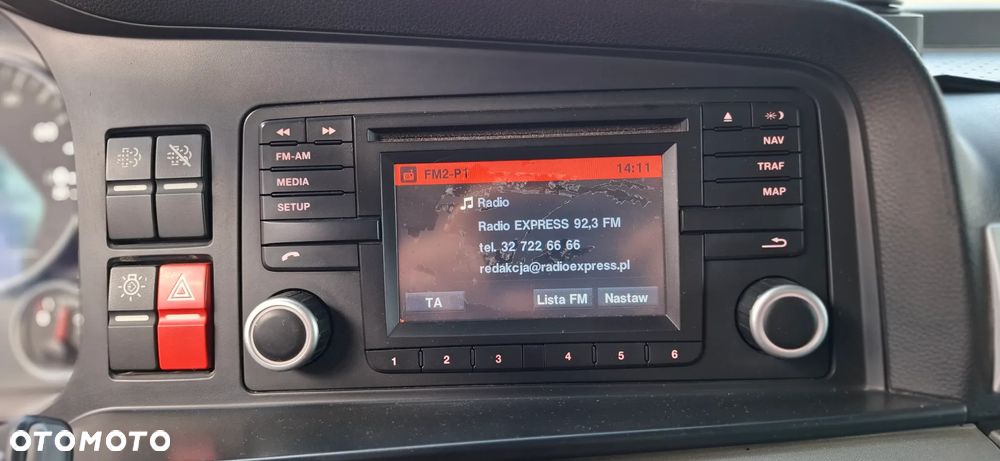 FM-AM
MEDIA
SETUP
NAV
TRAF
MAP
FM2-P1 14:11
Radio
Radio EXPRESS 92,3 FM
tel. 32 722 66 66
redakcja@radioexpress.pl
TA Lista FM Nastaw
1 2 3 4 5 6
OTOMOTO